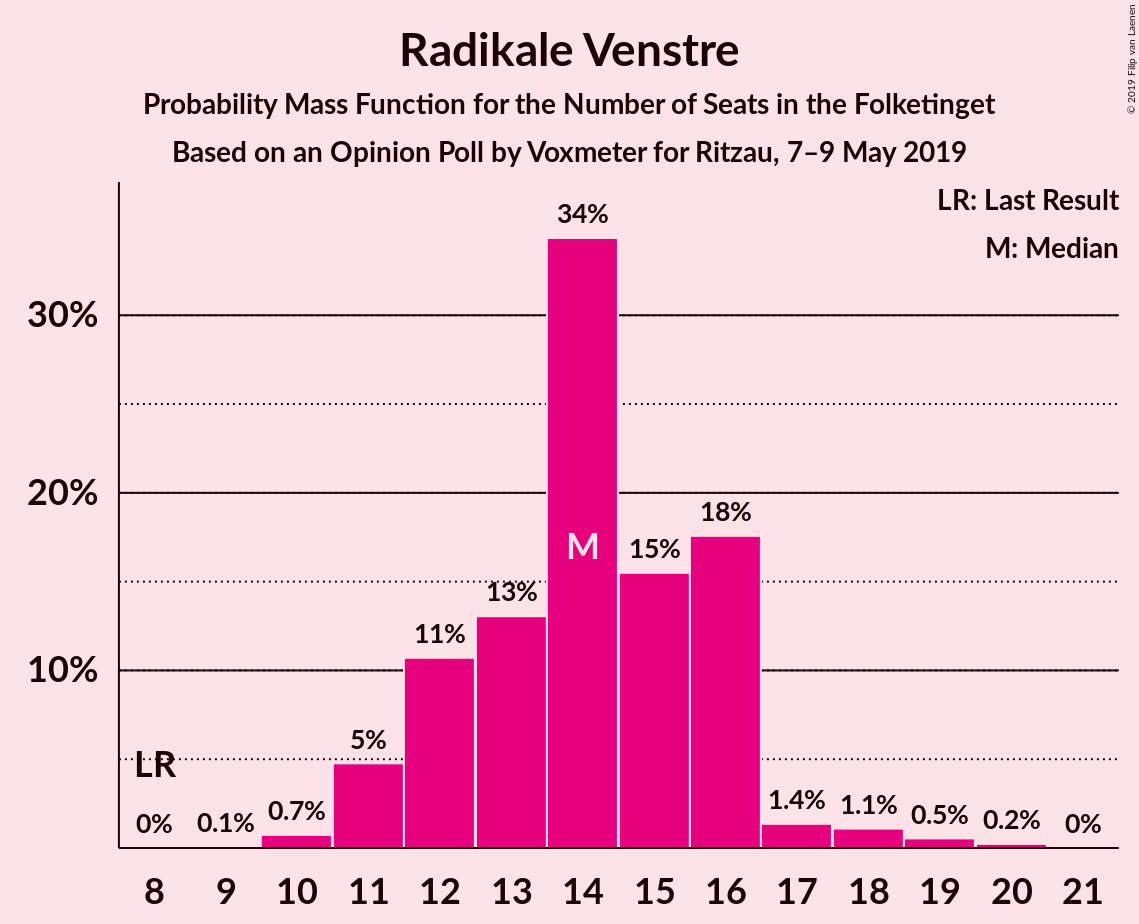 Radikale Venstre
Probability Mass Function for the Number of Seats in the Folketinget
Based on an Opinion Poll by Voxmeter for Ritzau, 7–9 May 2019
© 2019 Filip van Laenen
LR: Last Result
M: Median
34%
30%
20%
18%
M
15%
13%
11%
10%
LR
5%
0%
0.1%
0.7%
1.4%
1.1%
0.5%
0.2%
0%
8 9 10 11 12 13 14 15 16 17 18 19 20 21